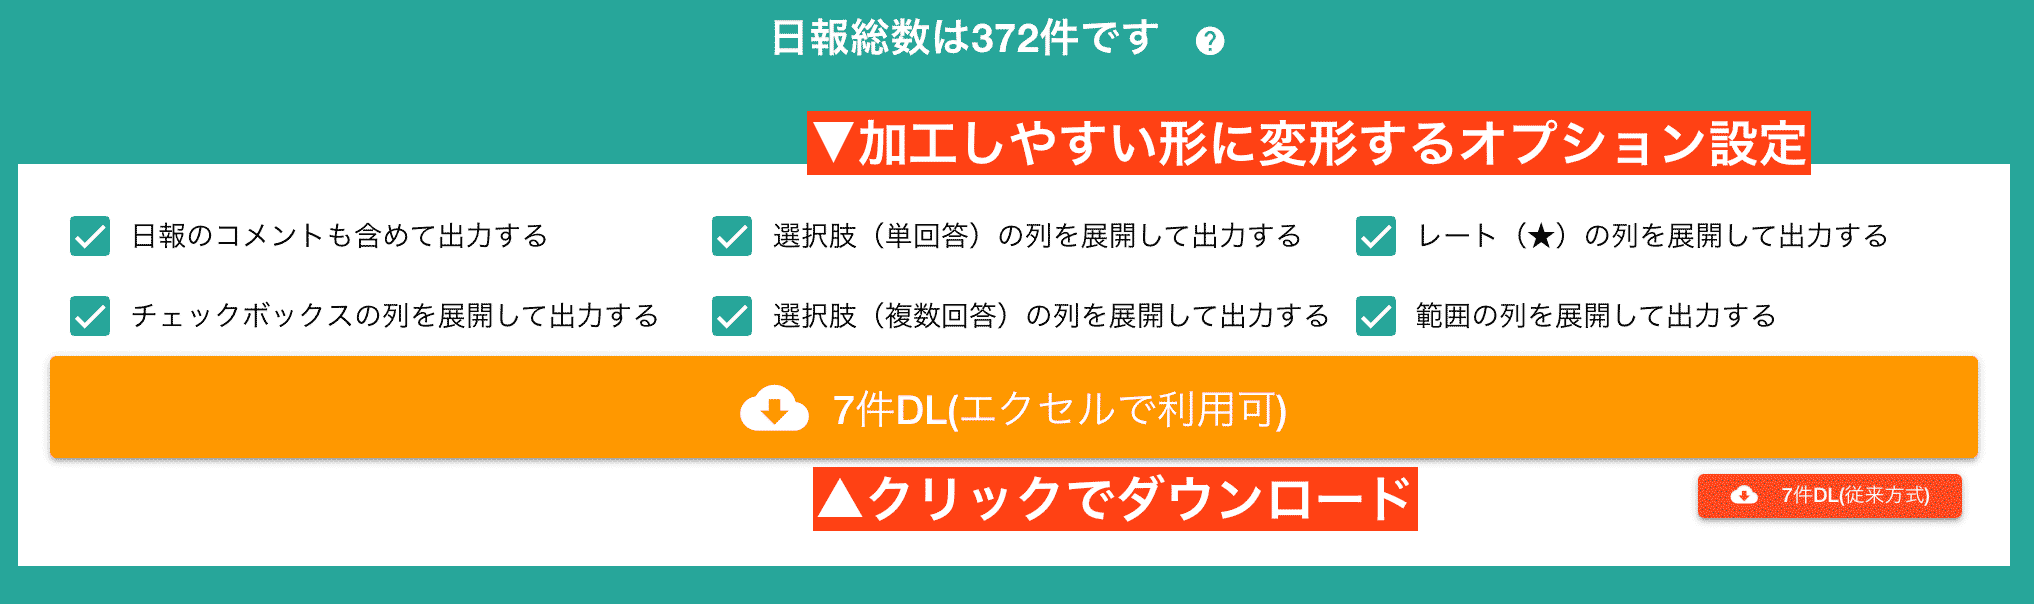 日報総数は372件です ?
▼加工しやすい形に変形するオプション設定
日報のコメントも含めて出力する 選択肢（単回答）の列を展開して出力する レート（★）の列を展開して出力する
チェックボックスの列を展開して出力する 選択肢（複数回答）の列を展開して出力する 範囲の列を展開して出力する
7件DL(エクセルで利用可)
▲クリックでダウンロード
7件DL(従来方式)